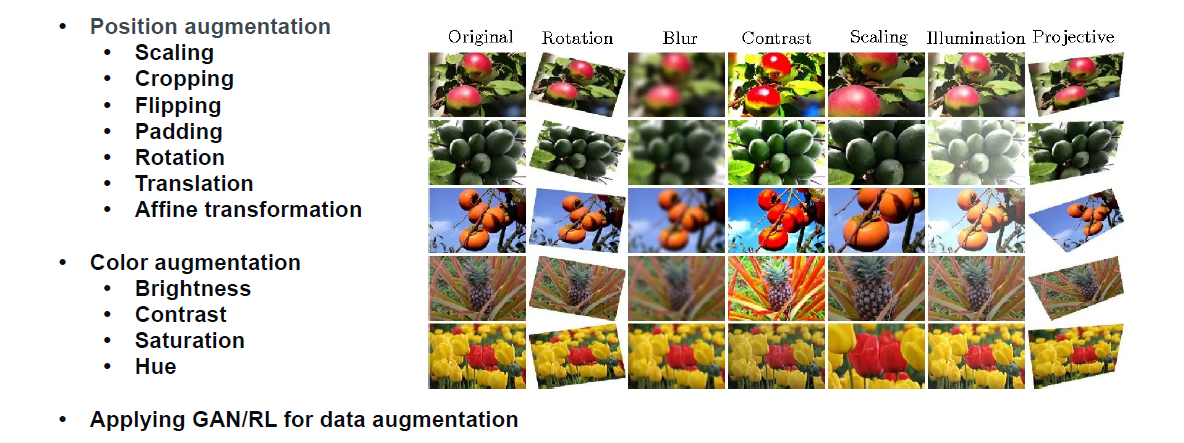 • Position augmentation
• Scaling
• Cropping
• Flipping
• Padding
• Rotation
• Translation
• Affine transformation
• Color augmentation
• Brightness
• Contrast
• Saturation
• Hue
• Applying GAN/RL for data augmentation
Original Rotation Blur Contrast Scaling Illumination Projective